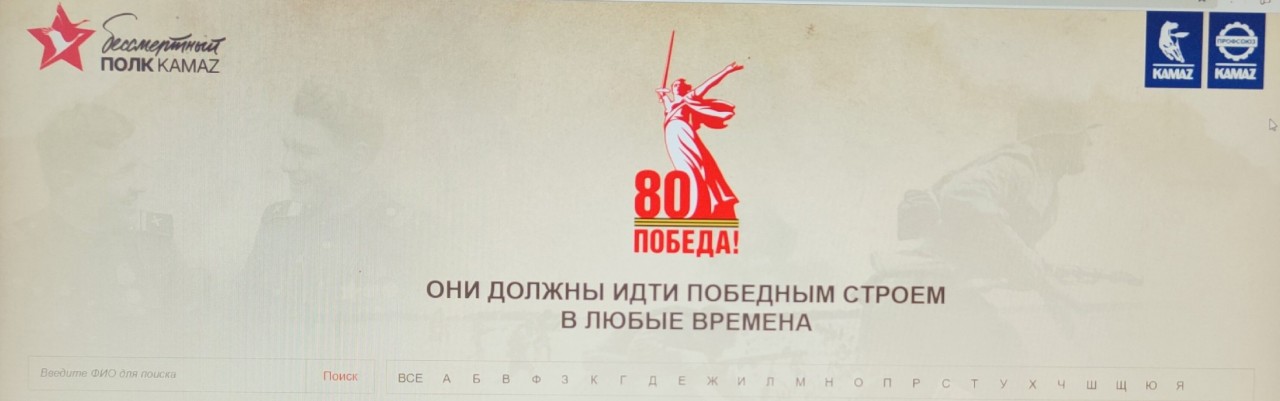 бессмертный
ПОЛК KAMAZ
KAMAZ
ПРОФСОЮЗ
KAMAZ
80
ПОБЕДА!
ОНИ ДОЛЖНЫ ИДТИ ПОБЕДНЫМ СТРОЕМ
В ЛЮБЫЕ ВРЕМЕНА
Введите ФИО для поиска Поиск
ВСЕ А Б В Ф З К Г Д Е Ж И Л М Н О П Р С Т У Х Ч Ш Щ Ю Я